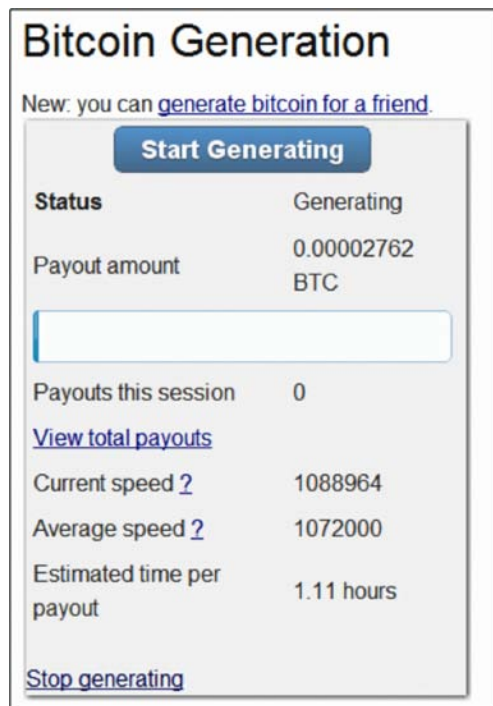 Bitcoin Generation
New: you can generate bitcoin for a friend.
Start Generating
Status Generating
Payout amount 0.00002762 BTC
Payouts this session 0
View total payouts
Current speed ? 1088964
Average speed ? 1072000
Estimated time per payout 1.11 hours
Stop generating